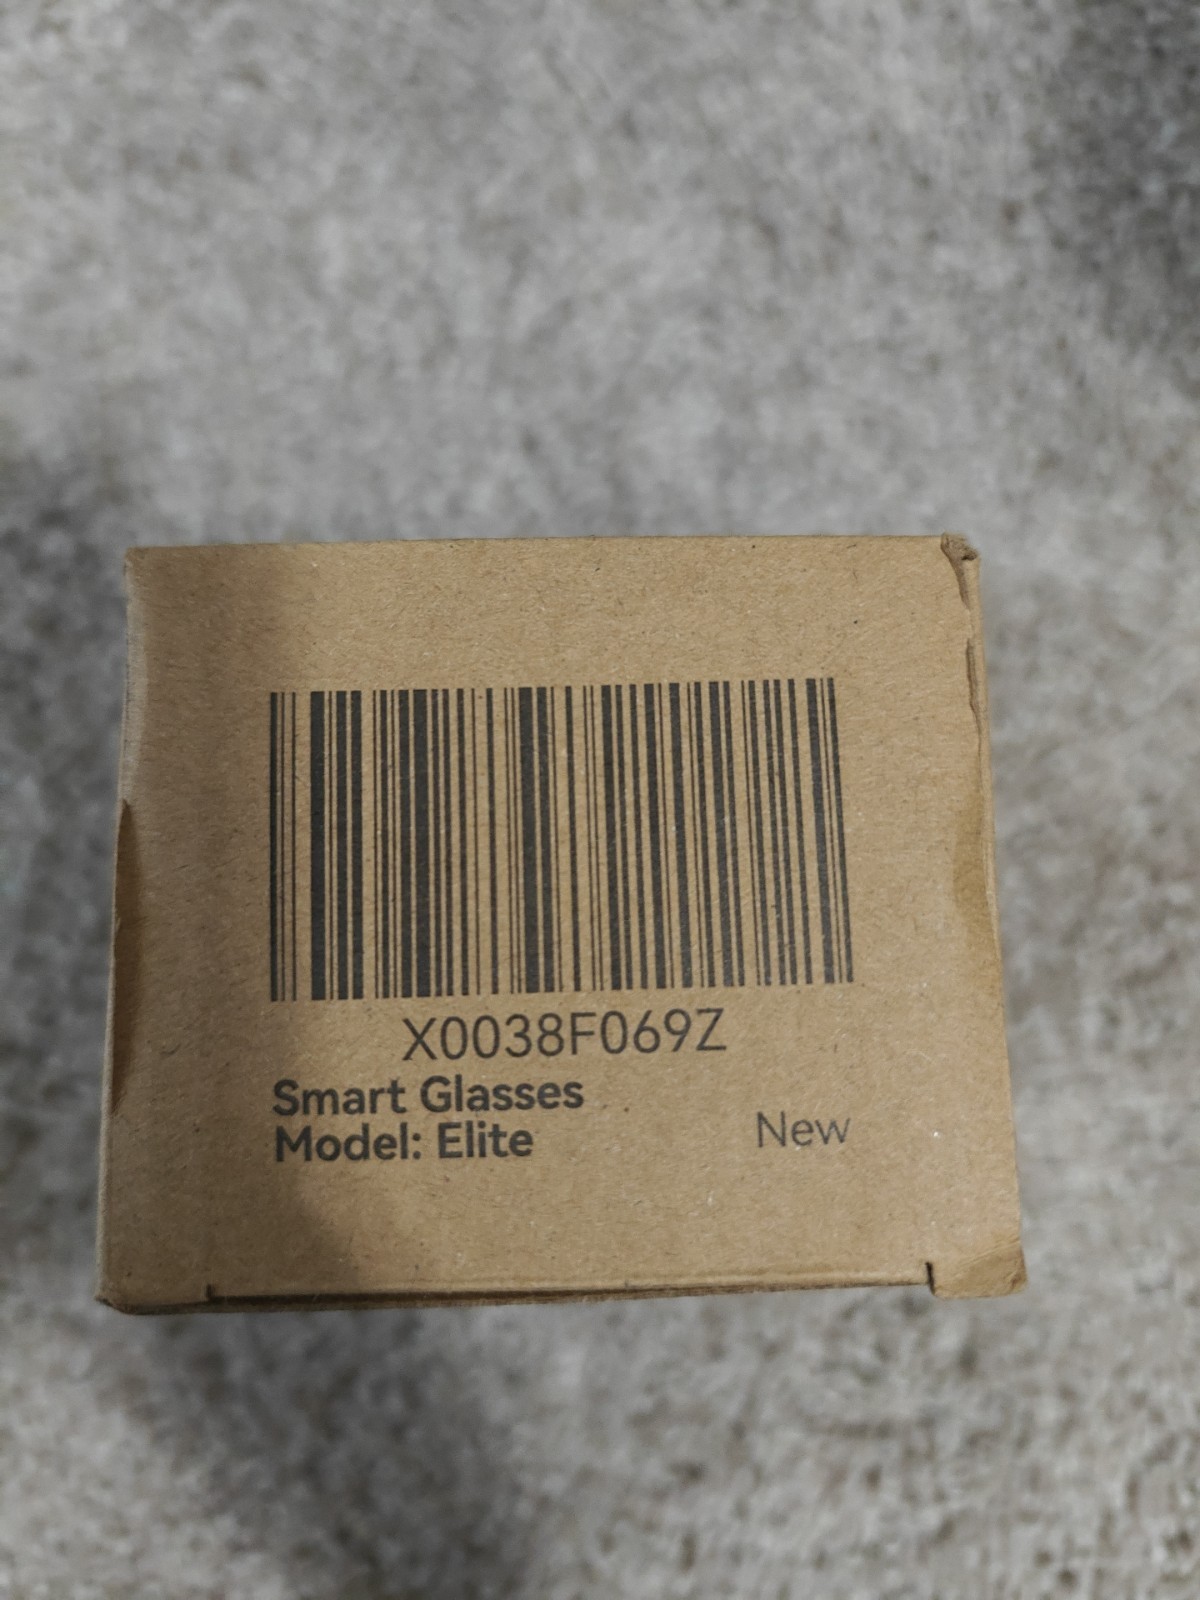 X0038F069Z
Smart Glasses
Model: Elite
New